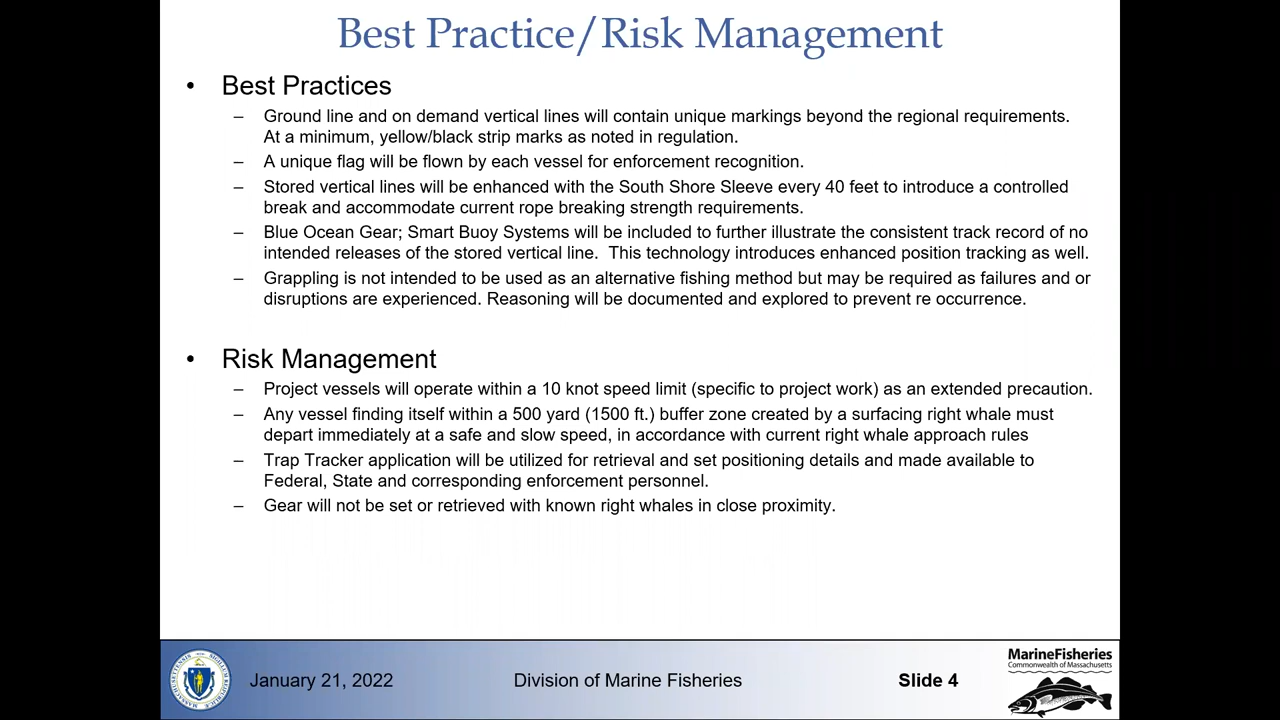 Best Practice/Risk Management
• Best Practices
– Ground line and on demand vertical lines will contain unique markings beyond the regional requirements.
At a minimum, yellow/black strip marks as noted in regulation.
– A unique flag will be flown by each vessel for enforcement recognition.
– Stored vertical lines will be enhanced with the South Shore Sleeve every 40 feet to introduce a controlled
break and accommodate current rope breaking strength requirements.
– Blue Ocean Gear; Smart Buoy Systems will be included to further illustrate the consistent track record of no
intended releases of the stored vertical line.  This technology introduces enhanced position tracking as well.
– Grappling is not intended to be used as an alternative fishing method but may be required as failures and or
disruptions are experienced. Reasoning will be documented and explored to prevent re occurrence.
• Risk Management
– Project vessels will operate within a 10 knot speed limit (specific to project work) as an extended precaution.
– Any vessel finding itself within a 500 yard (1500 ft.) buffer zone created by a surfacing right whale must
depart immediately at a safe and slow speed, in accordance with current right whale approach rules
– Trap Tracker application will be utilized for retrieval and set positioning details and made available to
Federal, State and corresponding enforcement personnel.
– Gear will not be set or retrieved with known right whales in close proximity.
January 21, 2022
Division of Marine Fisheries
Slide 4
MarineFisheries
Commonwealth of Massachusetts